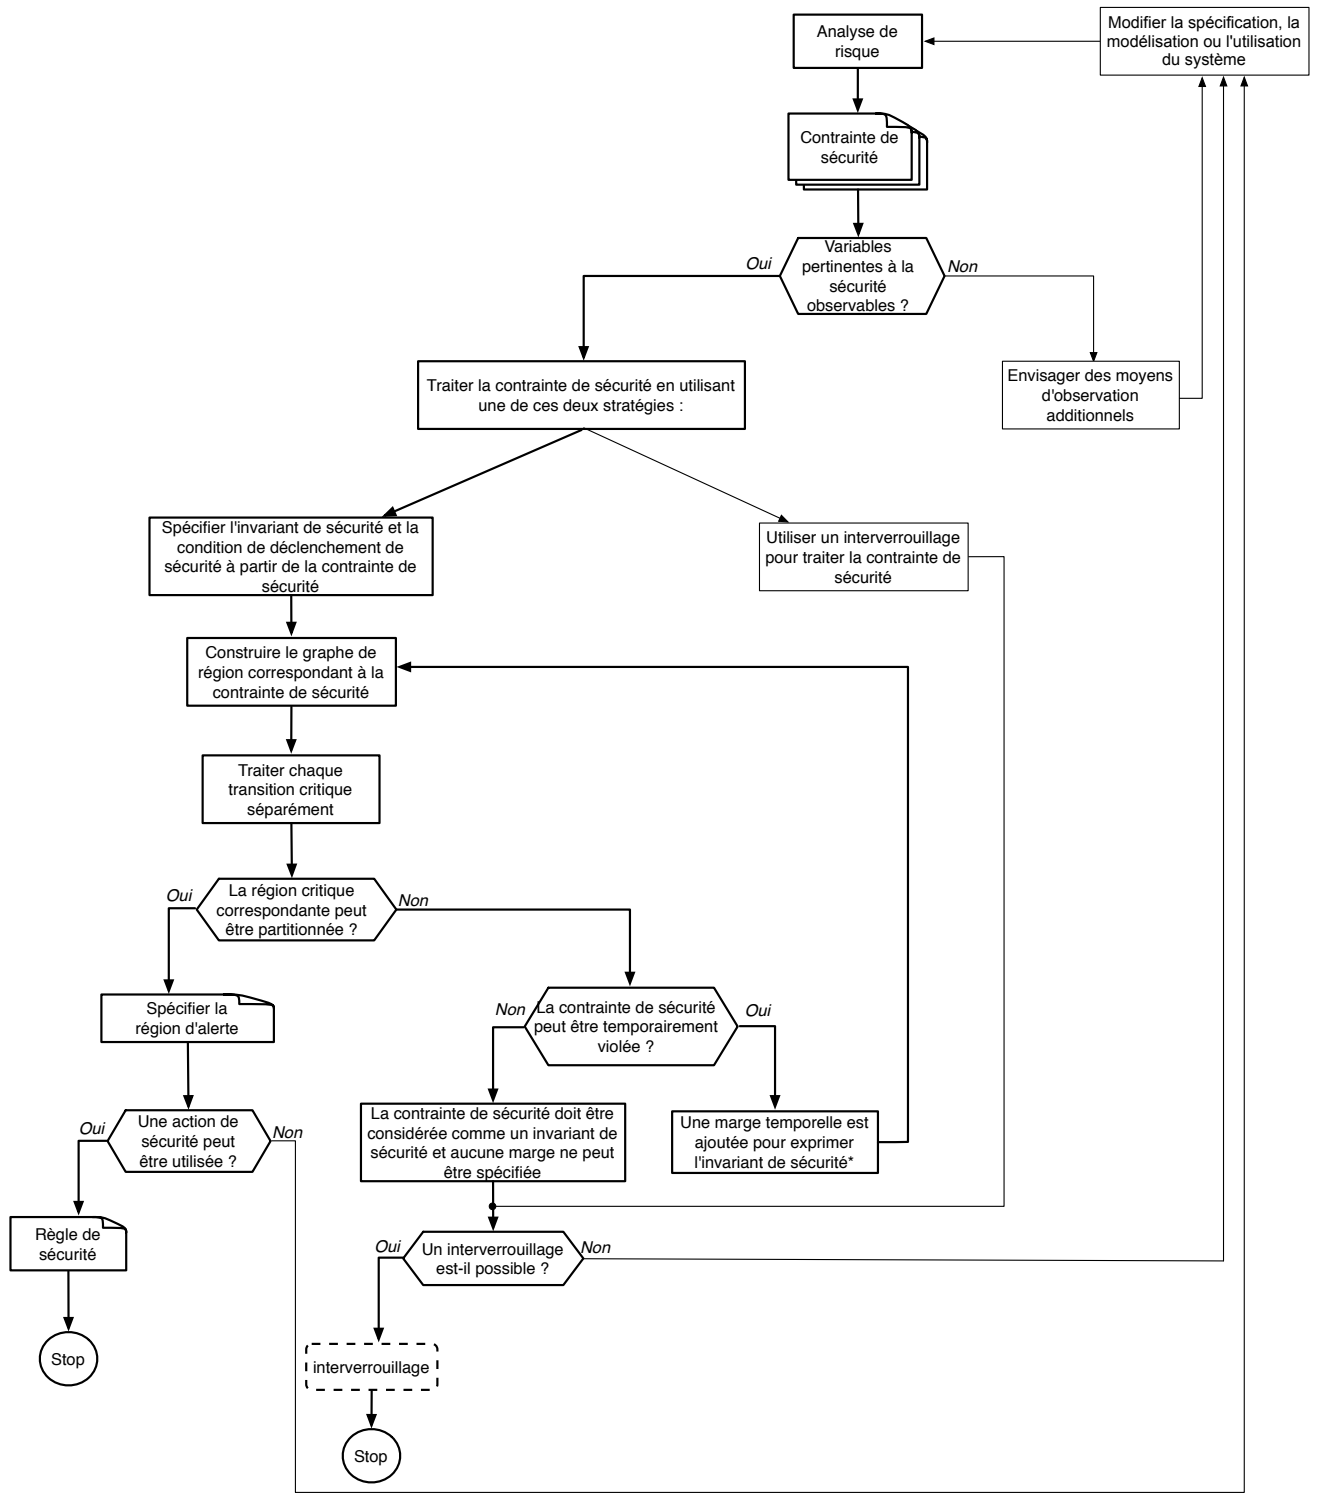 Analyse de
risque
Modifier la spécification, la
modélisation ou l'utilisation
du système
Contrainte de
sécurité
Variables
pertinentes à la
sécurité
observables ?
Oui
Non
Traiter la contrainte de sécurité en utilisant
une de ces deux stratégies :
Envisager des moyens
d'observation
additionnels
Spécifier l'invariant de sécurité et la
condition de déclenchement de
sécurité à partir de la contrainte de
sécurité
Utiliser un interverrouillage
pour traiter la contrainte de
sécurité
Construire le graphe de
région correspondant à la
contrainte de sécurité
Traiter chaque
transition critique
séparément
Oui
La région critique
correspondante peut
être partitionnée ?
Non
Spécifier la
région d'alerte
Non
La contrainte de sécurité
peut être temporairement
violée ?
Oui
Oui
Une action de
sécurité peut
être utilisée ?
Non
La contrainte de sécurité doit être
considérée comme un invariant de
sécurité et aucune marge ne peut
être spécifiée
Une marge temporelle est
ajoutée pour exprimer
l'invariant de sécurité*
Règle de
sécurité
Oui
Un interverrouillage
est-il possible ?
Non
Stop
interverrouillage
Stop